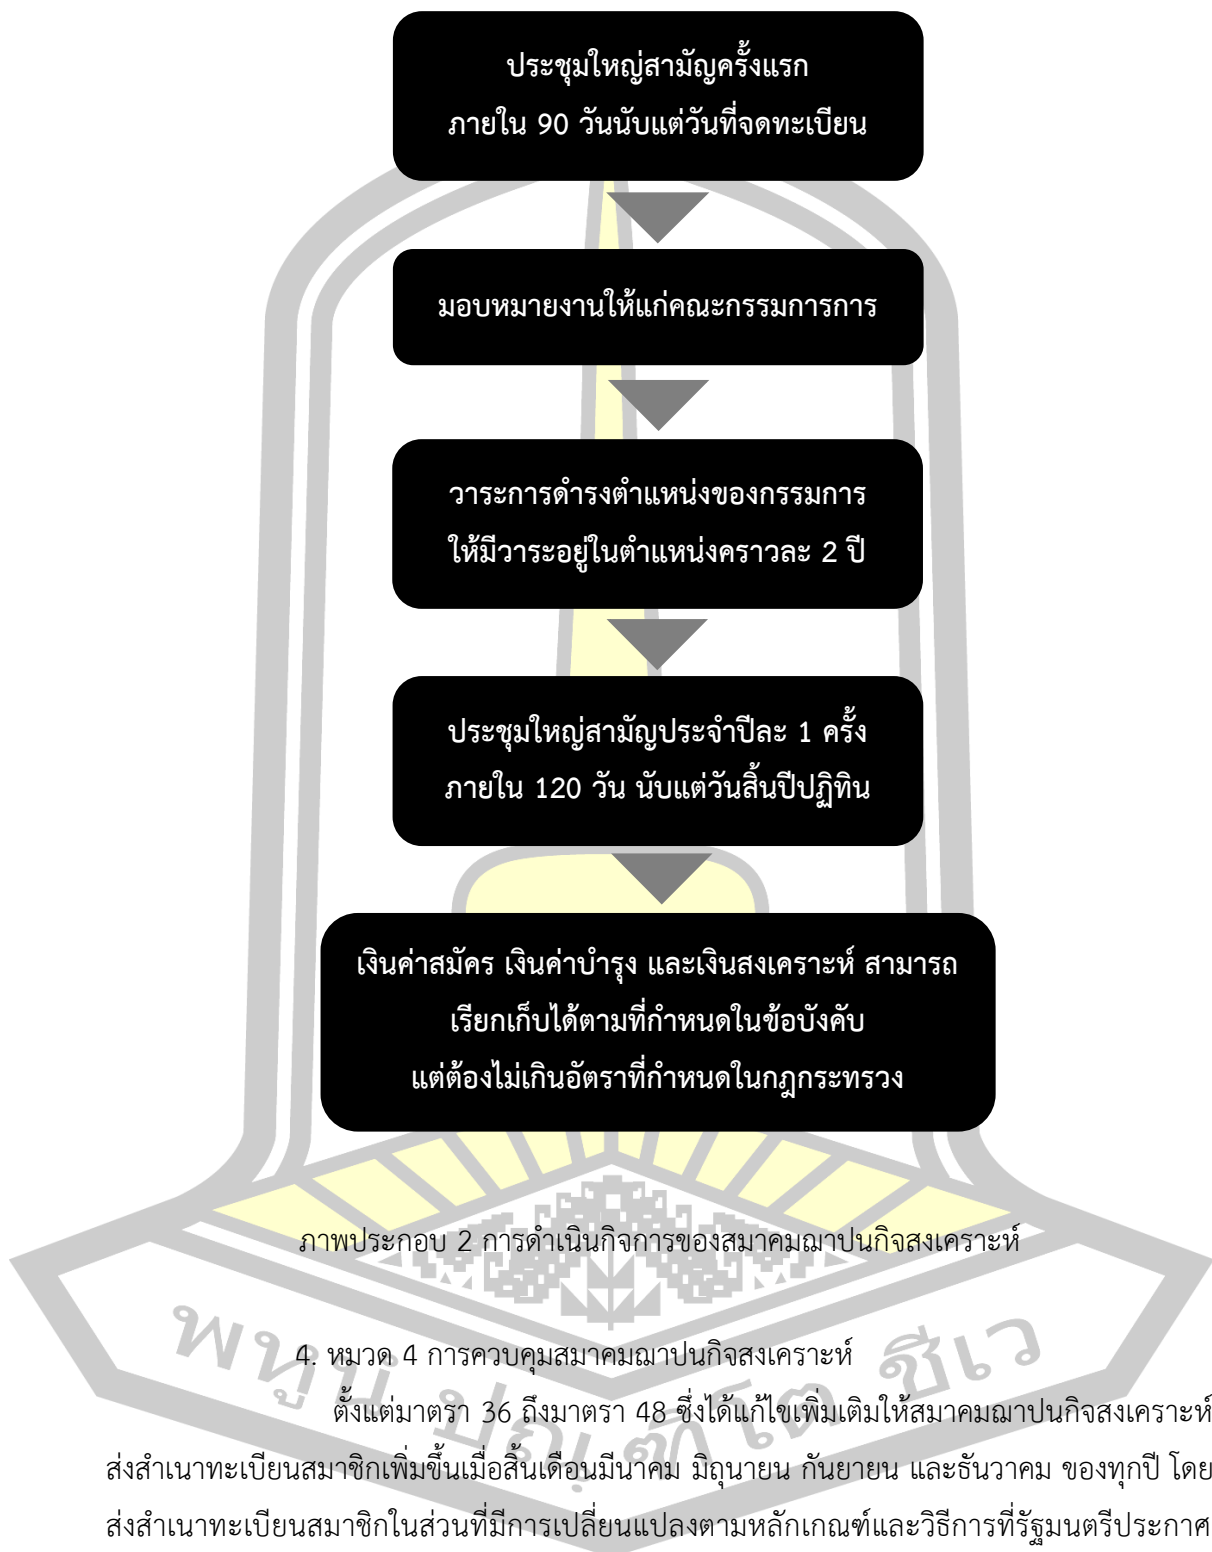 ประชุมใหญ่สามัญครั้งแรก
ภายใน 90 วันนับแต่วันที่จดทะเบียน
มอบหมายงานให้แก่คณะกรรมการการ
วาระการดำรงตำแหน่งของกรรมการ
ให้มีวาระอยู่ในตำแหน่งคราวละ 2 ปี
ประชุมใหญ่สามัญประจำปีละ 1 ครั้ง
ภายใน 120 วัน นับแต่วันสิ้นปีปฏิทิน
เงินค่าสมัคร เงินค่าบำรุง และเงินสงเคราะห์ สามารถ
เรียกเก็บได้ตามที่กำหนดในข้อบังคับ
แต่ต้องไม่เกินอัตราที่กำหนดในกฎกระทรวง
ภาพประกอบ 2 การดำเนินกิจการของสมาคมฌาปนกิจสงเคราะห์
พหูน ปณฺฑิโต ชีเว
4. หมวด 4 การควบคุมสมาคมฌาปนกิจสงเคราะห์
ตั้งแต่มาตรา 36 ถึงมาตรา 48 ซึ่งได้แก้ไขเพิ่มเติมให้สมาคมฌาปนกิจสงเคราะห์
ส่งสำเนาทะเบียนสมาชิกเพิ่มขึ้นเมื่อสิ้นเดือนมีนาคม มิถุนายน กันยายน และธันวาคม ของทุกปี โดย
ส่งสำเนาทะเบียนสมาชิกในส่วนที่มีการเปลี่ยนแปลงตามหลักเกณฑ์และวิธีการที่รัฐมนตรีประกาศ